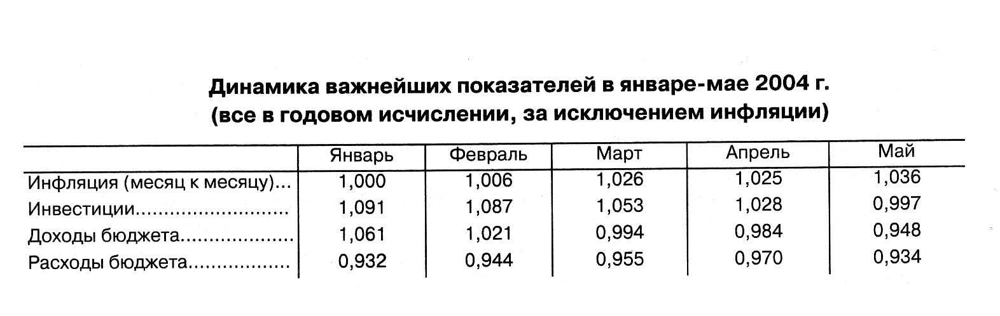 Динамика важнейших показателей в январе-мае 2004 г.
(все в годовом исчислении, за исключением инфляции)
Январь Февраль Март Апрель Май
Инфляция (месяц к месяцу)... 1,000 1,006 1,026 1,025 1,036
Инвестиции........................... 1,091 1,087 1,053 1,028 0,997
Доходы бюджета.................... 1,061 1,021 0,994 0,984 0,948
Расходы бюджета.................. 0,932 0,944 0,955 0,970 0,934